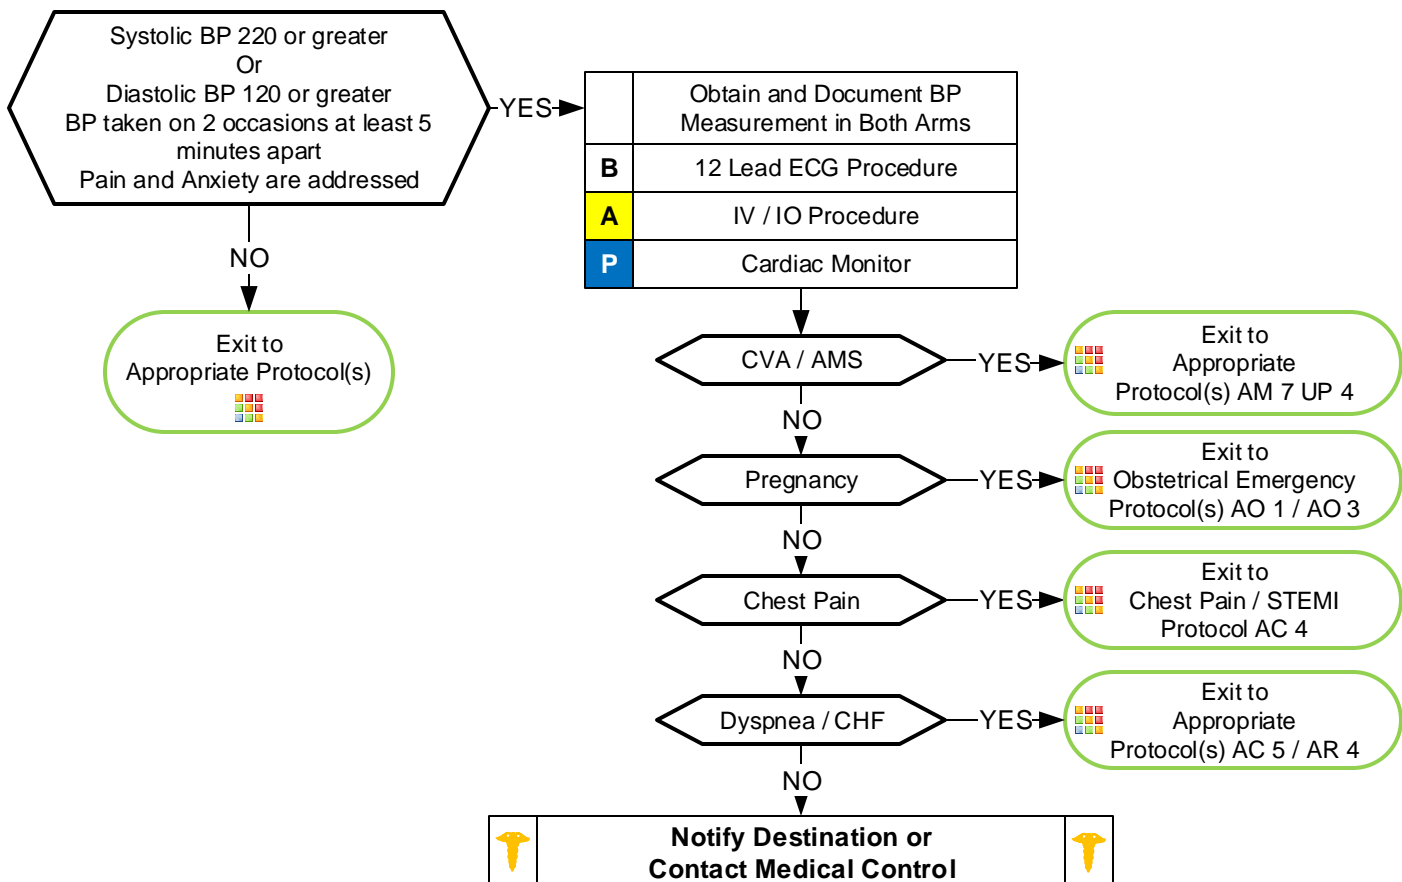 Systolic BP 220 or greater
Or
Diastolic BP 120 or greater
BP taken on 2 occasions at least 5
minutes apart
Pain and Anxiety are addressed
YES
NO
Exit to
Appropriate Protocol(s)
Obtain and Document BP
Measurement in Both Arms
B 12 Lead ECG Procedure
A IV / IO Procedure
P Cardiac Monitor
CVA / AMS
YES
Exit to
Appropriate
Protocol(s) AM 7 UP 4
NO
Pregnancy
YES
Exit to
Obstetrical Emergency
Protocol(s) AO 1 / AO 3
NO
Chest Pain
YES
Exit to
Chest Pain / STEMI
Protocol AC 4
NO
Dyspnea / CHF
YES
Exit to
Appropriate
Protocol(s) AC 5 / AR 4
NO
Notify Destination or
Contact Medical Control